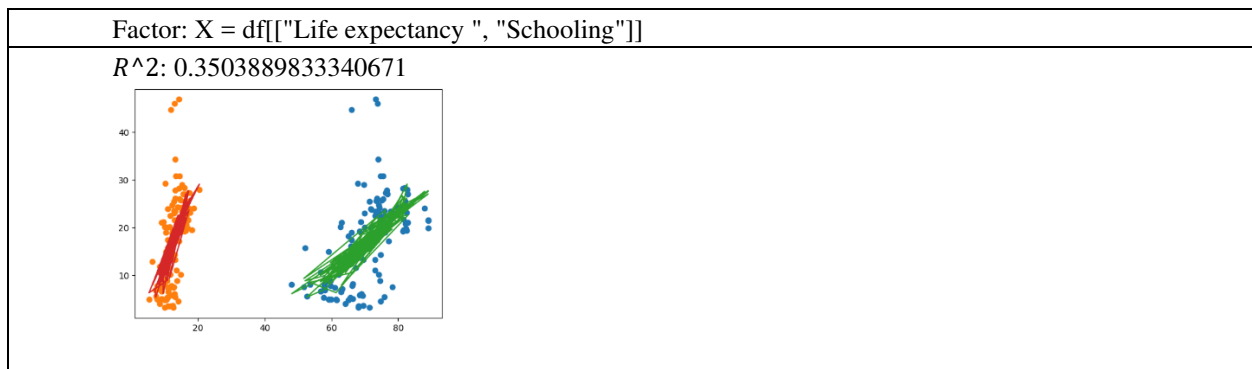 Factor: X = df[["Life expectancy ", "Schooling"]]
R^2: 0.3503889833340671
40
30
20
10
20 40 60 80